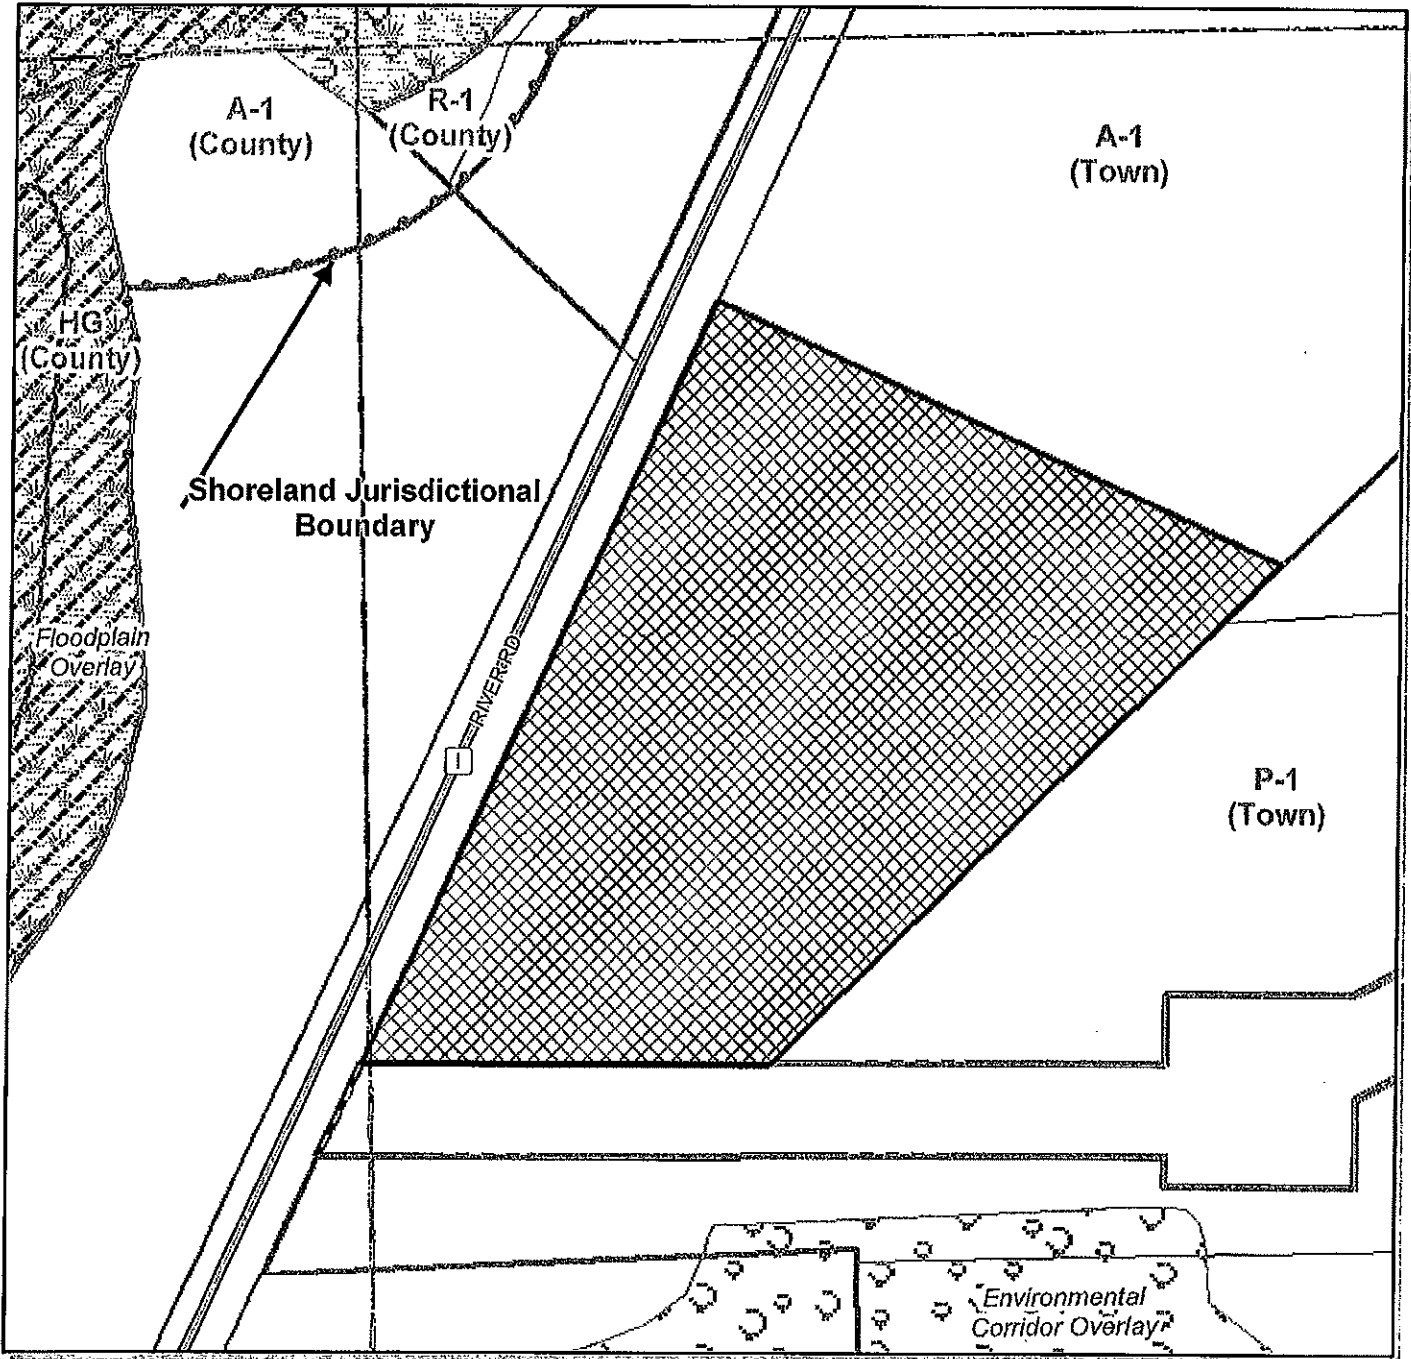 A-1
(County)
R-1
(County)
A-1
(Town)
HG
(County)
Shoreland Jurisdictional
Boundary
Floodplain
Overlay
RIVER RD
I
P-1
(Town)
Environmental
Corridor Overlay